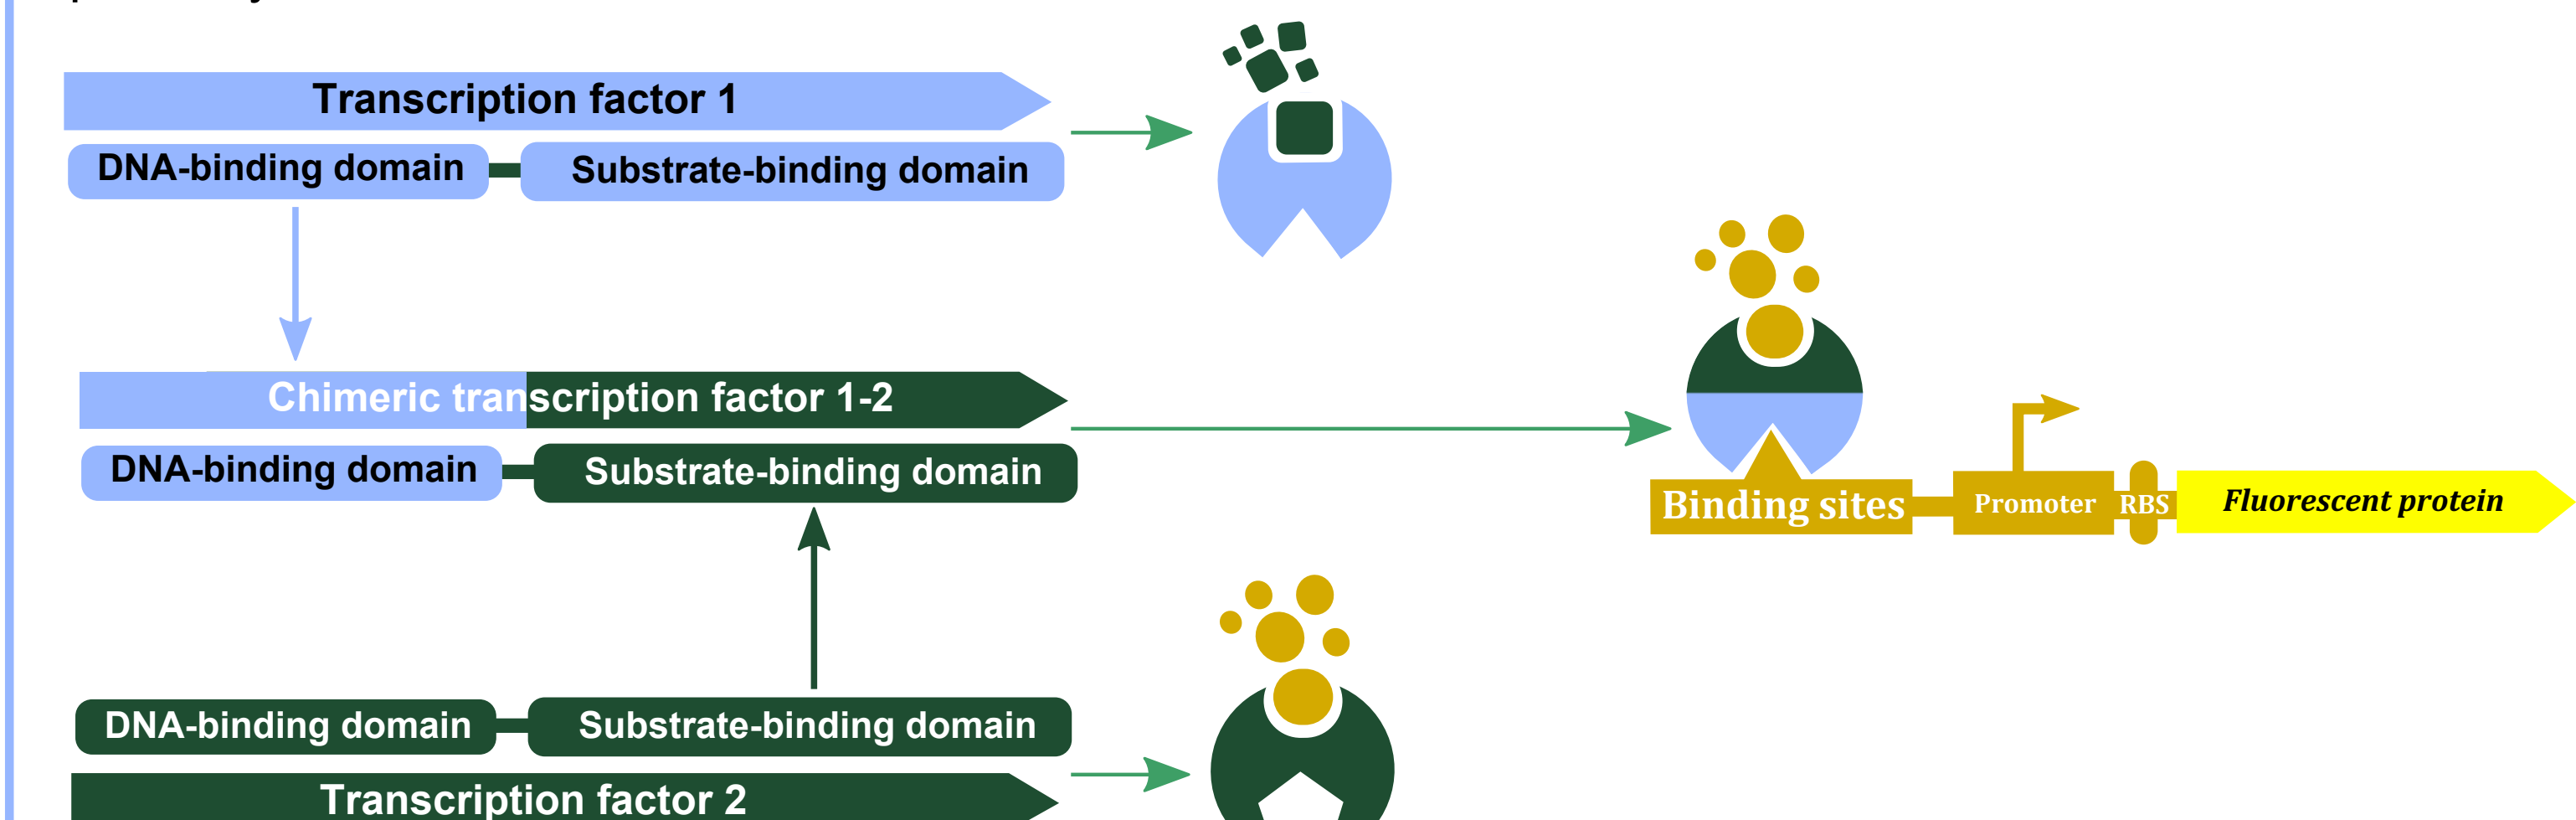 Transcription factor 1
DNA-binding domain
Substrate-binding domain
Chimeric transcription factor 1-2
DNA-binding domain
Substrate-binding domain
Binding sites
Promoter
RBS
Fluorescent protein
DNA-binding domain
Substrate-binding domain
Transcription factor 2